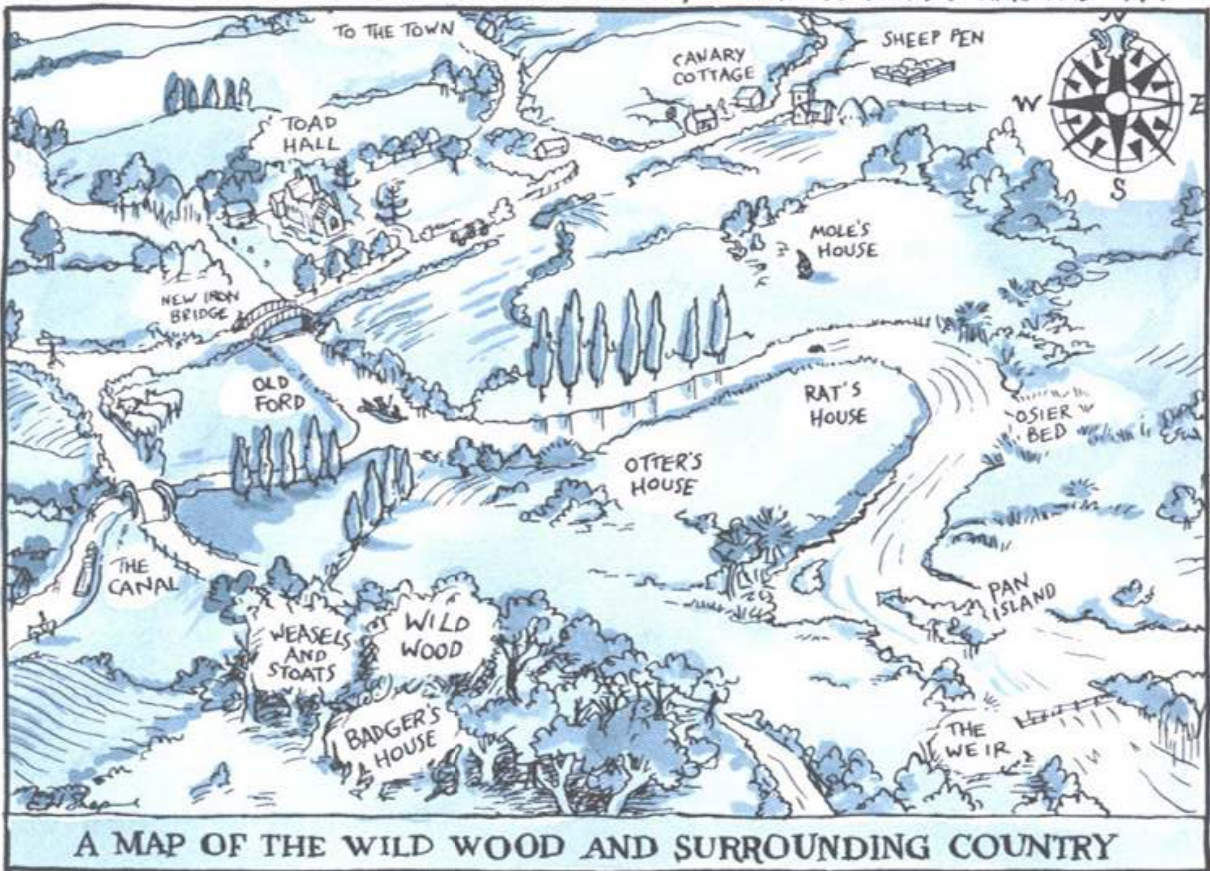 TO THE TOWN
CANARY
COTTAGE
SHEEP PEN
N
W
E
S
TOAD
HALL
MOLE'S
HOUSE
NEW IRON
BRIDGE
OLD
FORD
RAT'S
HOUSE
OSIER
BED
OTTER'S
HOUSE
THE
CANAL
PAN
ISLAND
WEASELS
AND
STOATS
WILD
WOOD
BADGER'S
HOUSE
THE
WEIR
A MAP OF THE WILD WOOD AND SURROUNDING COUNTRY